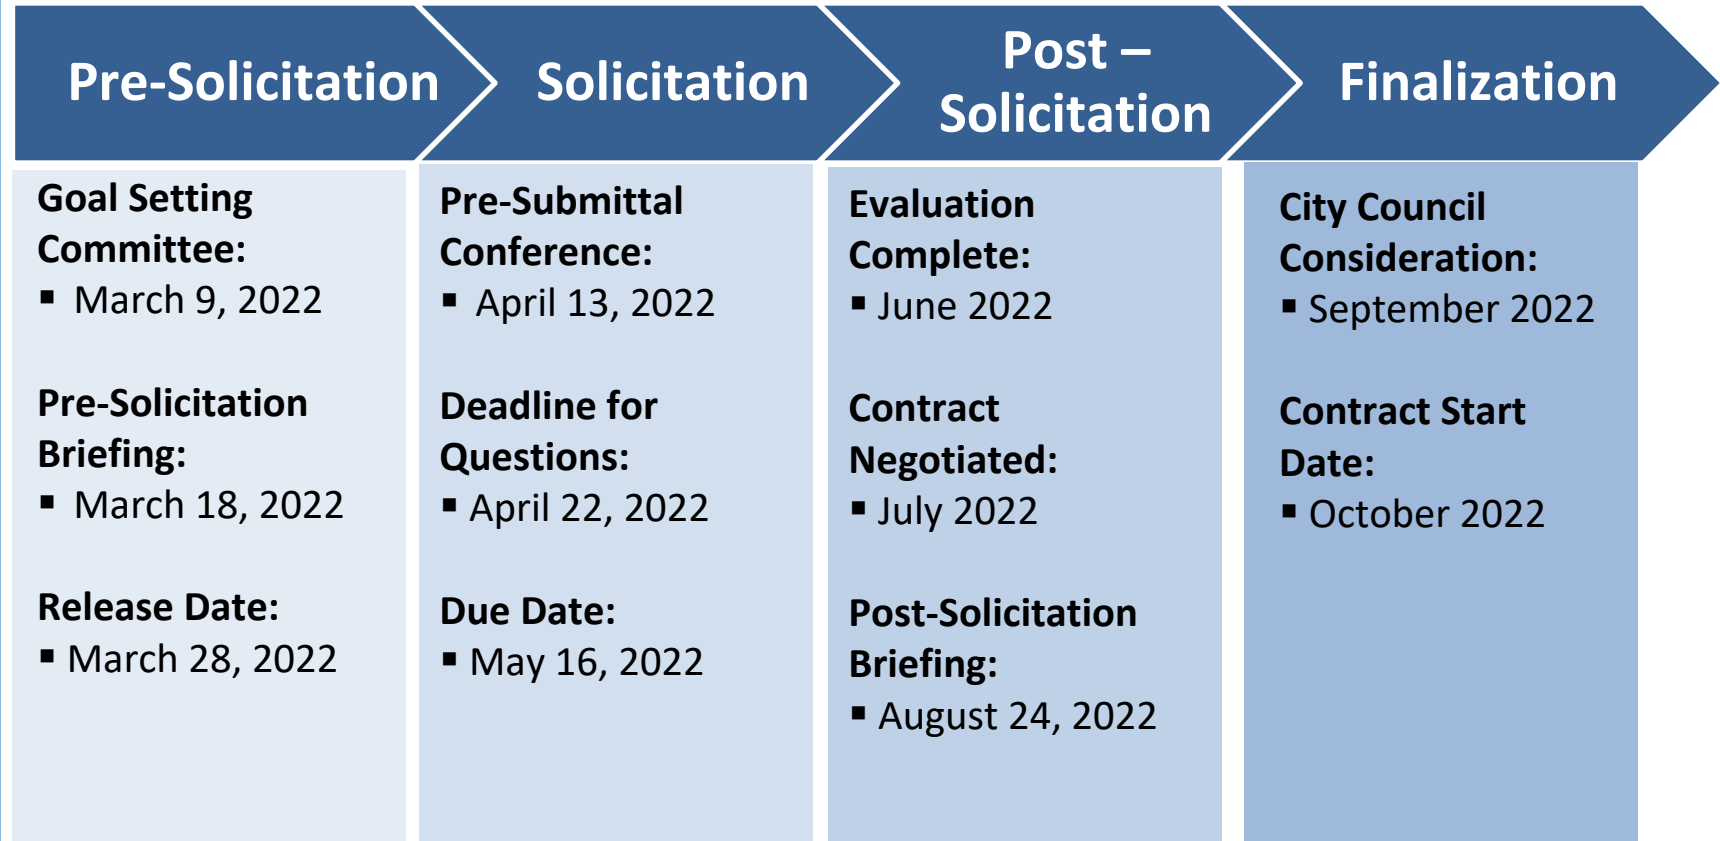 Pre-Solicitation
Solicitation
Post –
Solicitation
Finalization
Goal Setting
Committee:
▪ March 9, 2022
Pre-Solicitation
Briefing:
▪ March 18, 2022
Release Date:
▪ March 28, 2022
Pre-Submittal
Conference:
▪ April 13, 2022
Deadline for
Questions:
▪ April 22, 2022
Due Date:
▪ May 16, 2022
Evaluation
Complete:
▪ June 2022
Contract
Negotiated:
▪ July 2022
Post-Solicitation
Briefing:
▪ August 24, 2022
City Council
Consideration:
▪ September 2022
Contract Start
Date:
▪ October 2022